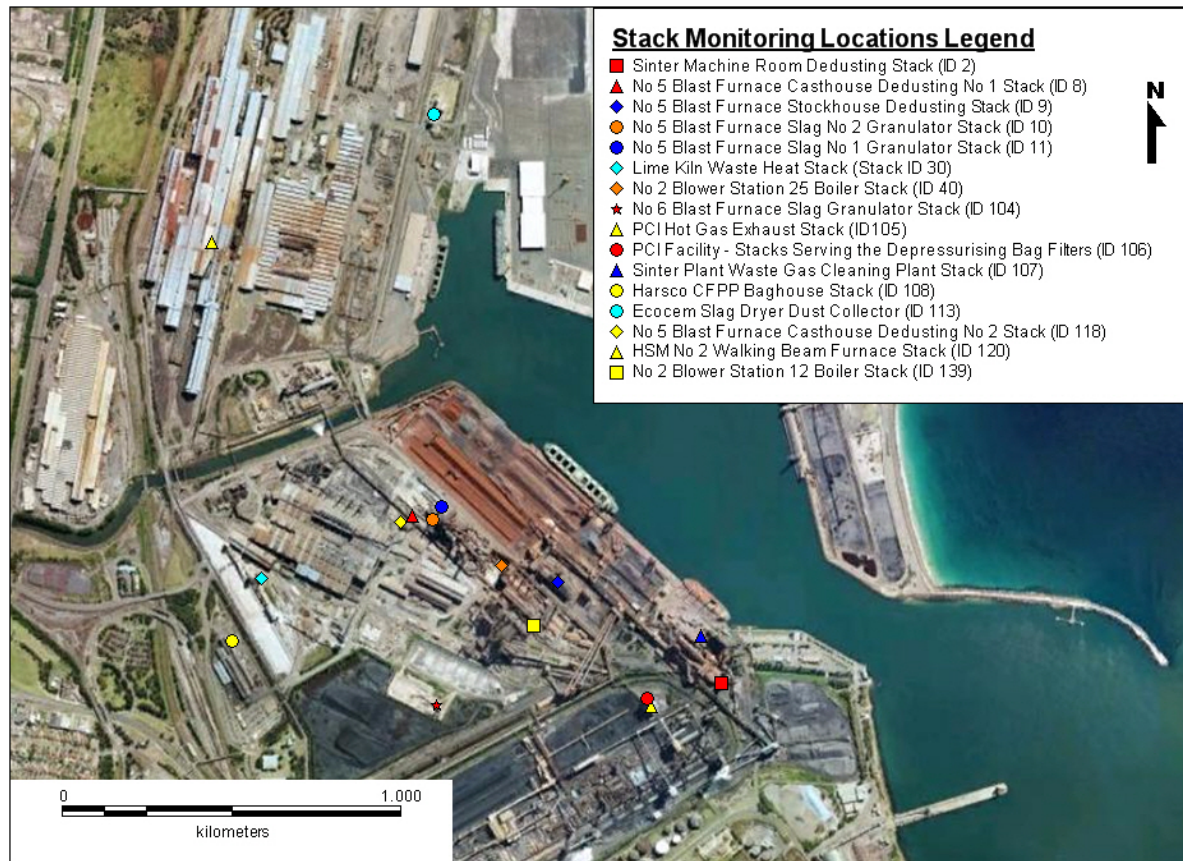 Stack Monitoring Locations Legend
Sinter Machine Room Dedusting Stack (ID 2)
No 5 Blast Furnace Casthouse Dedusting No 1 Stack (ID 8)
No 5 Blast Furnace Stockhouse Dedusting Stack (ID 9)
No 5 Blast Furnace Slag No 2 Granulator Stack (ID 10)
No 5 Blast Furnace Slag No 1 Granulator Stack (ID 11)
Lime Kiln Waste Heat Stack (Stack ID 30)
No 2 Blower Station 25 Boiler Stack (ID 40)
No 6 Blast Furnace Slag Granulator Stack (ID 104)
PCI Hot Gas Exhaust Stack (ID105)
PCI Facility - Stacks Serving the Depressurising Bag Filters (ID 106)
Sinter Plant Waste Gas Cleaning Plant Stack (ID 107)
Harsco CFPP Baghouse Stack (ID 108)
Ecocem Slag Dryer Dust Collector (ID 113)
No 5 Blast Furnace Casthouse Dedusting No 2 Stack (ID 118)
HSM No 2 Walking Beam Furnace Stack (ID 120)
No 2 Blower Station 12 Boiler Stack (ID 139)
N
0 1.000
kilometers